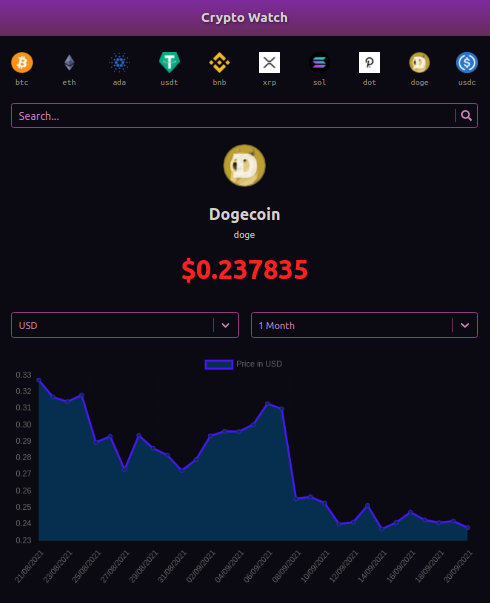 Crypto Watch
btc eth ada usdt bnb xrp sol dot doge usdc
Search...
Dogecoin
doge
$0.237835
USD 1 Month
Price in USD
0.33
0.32
0.31
0.30
0.29
0.28
0.27
0.26
0.25
0.24
0.23
21/08/2021 23/08/2021 25/08/2021 27/08/2021 29/08/2021 31/08/2021 02/09/2021 04/09/2021 06/09/2021 08/09/2021 10/09/2021 12/09/2021 14/09/2021 16/09/2021 18/09/2021 20/09/2021